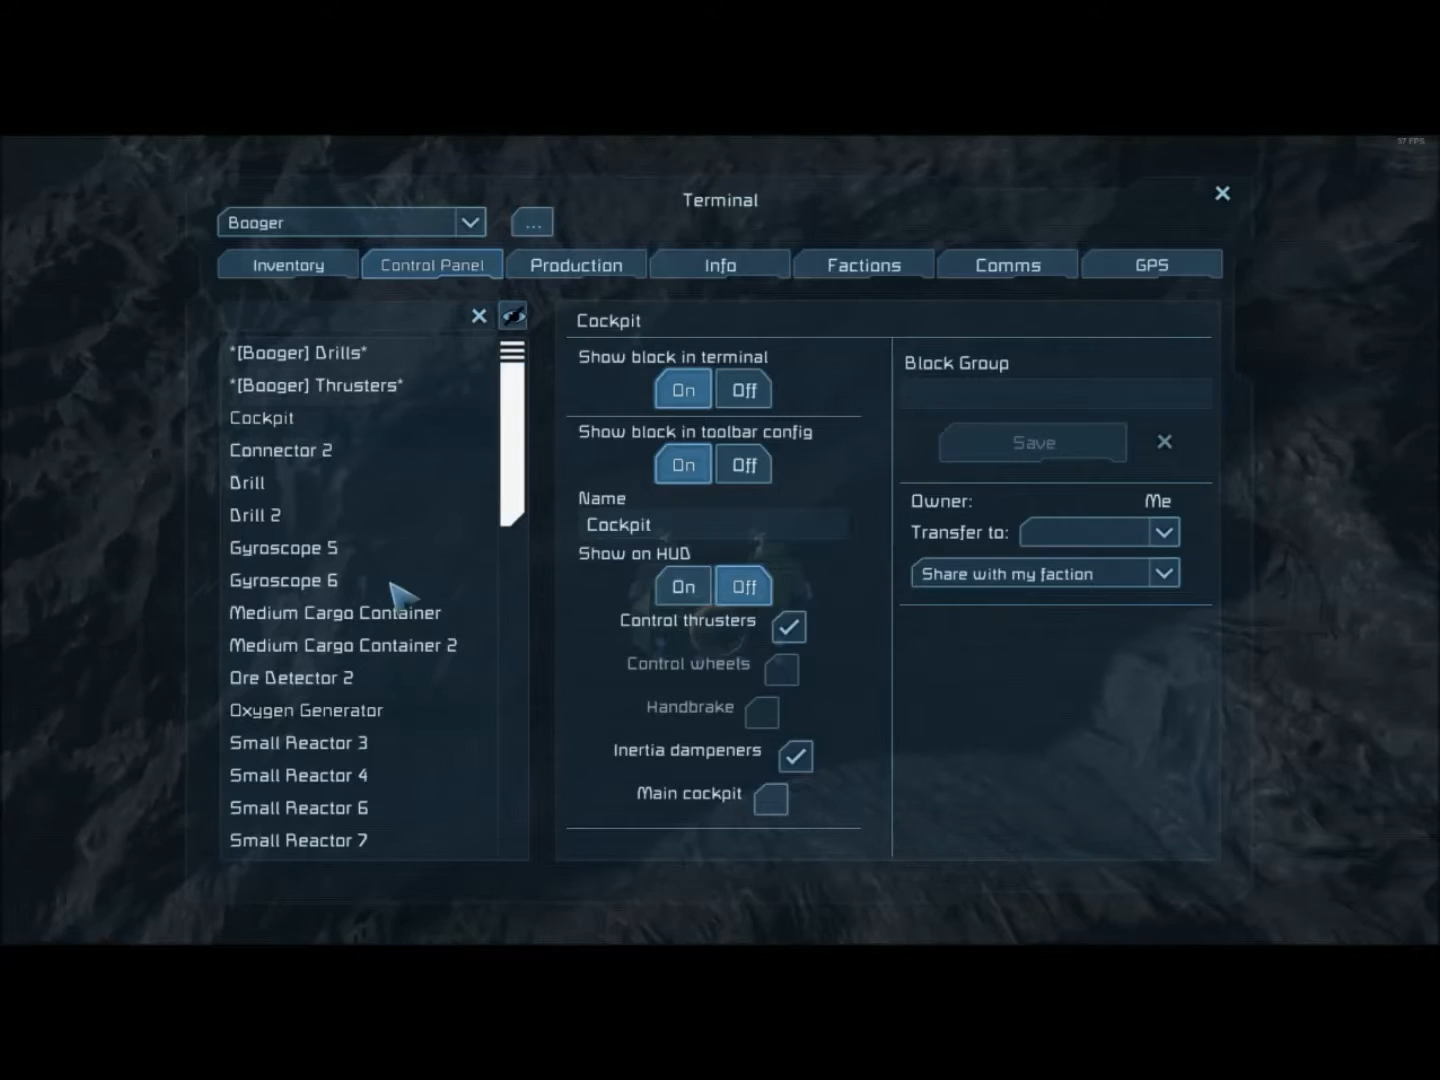 57 FPS
Terminal
Booger
...
Inventory
Control Panel
Production
Info
Factions
Comms
GPS
*[Booger] Drills*
*[Booger] Thrusters*
Cockpit
Connector 2
Drill
Drill 2
Gyroscope 5
Gyroscope 6
Medium Cargo Container
Medium Cargo Container 2
Ore Detector 2
Oxygen Generator
Small Reactor 3
Small Reactor 4
Small Reactor 6
Small Reactor 7
Cockpit
Show block in terminal
On Off
Show block in toolbar config
On Off
Name
Cockpit
Show on HUD
On Off
Control thrusters
Control wheels
Handbrake
Inertia dampeners
Main cockpit
Block Group
Save
Owner: Me
Transfer to:
Share with my faction